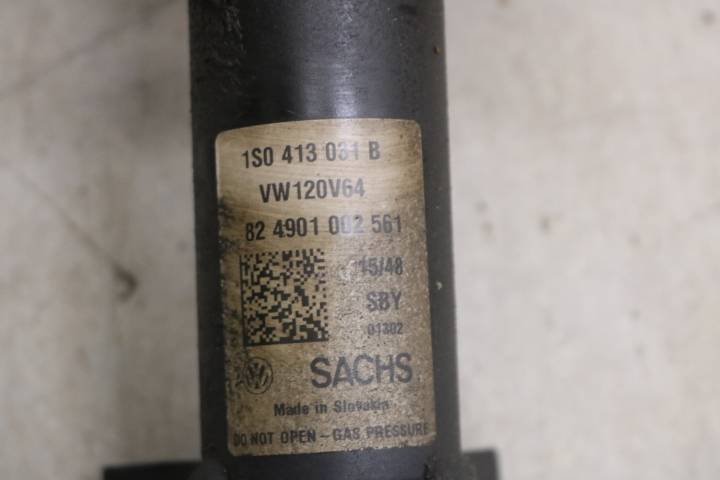 1S0 413 031 B
VW120V64
82 4901 002 561
15/48
SBY
01302
SACHS
Made in Slovakia
DO NOT OPEN - GAS PRESSURE